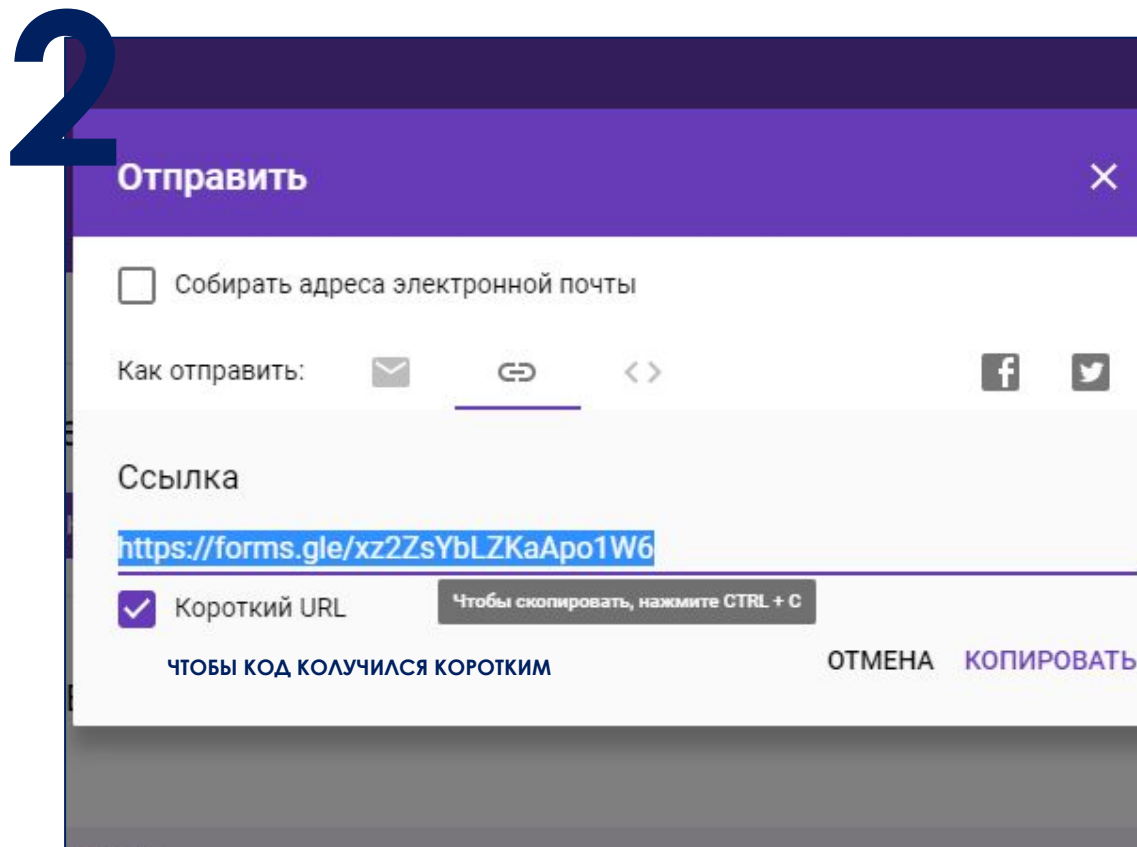 2
Отправить
Собирать адреса электронной почты
Как отправить:
Ссылка
https://forms.gle/xz2ZsYbLZKaApo1W6
Короткий URL
Чтобы скопировать, нажмите CTRL + C
ЧТОБЫ КОД КОЛУЧИЛСЯ КОРОТКИМ
ОТМЕНА КОПИРОВАТЬ